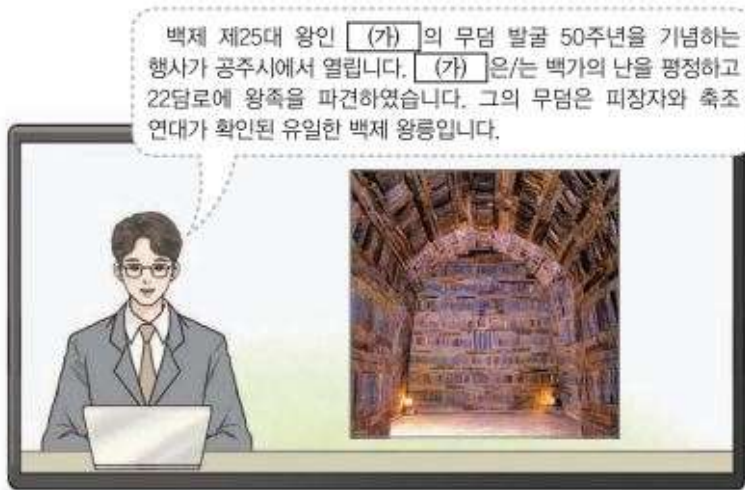 백제 제25대 왕인 (가) 의 무덤 발굴 50주년을 기념하는
행사가 공주시에서 열립니다. (가) 은/는 백가의 난을 평정하고
22담로에 왕족을 파견하였습니다. 그의 무덤은 피장자와 축조
연대가 확인된 유일한 백제 왕릉입니다.